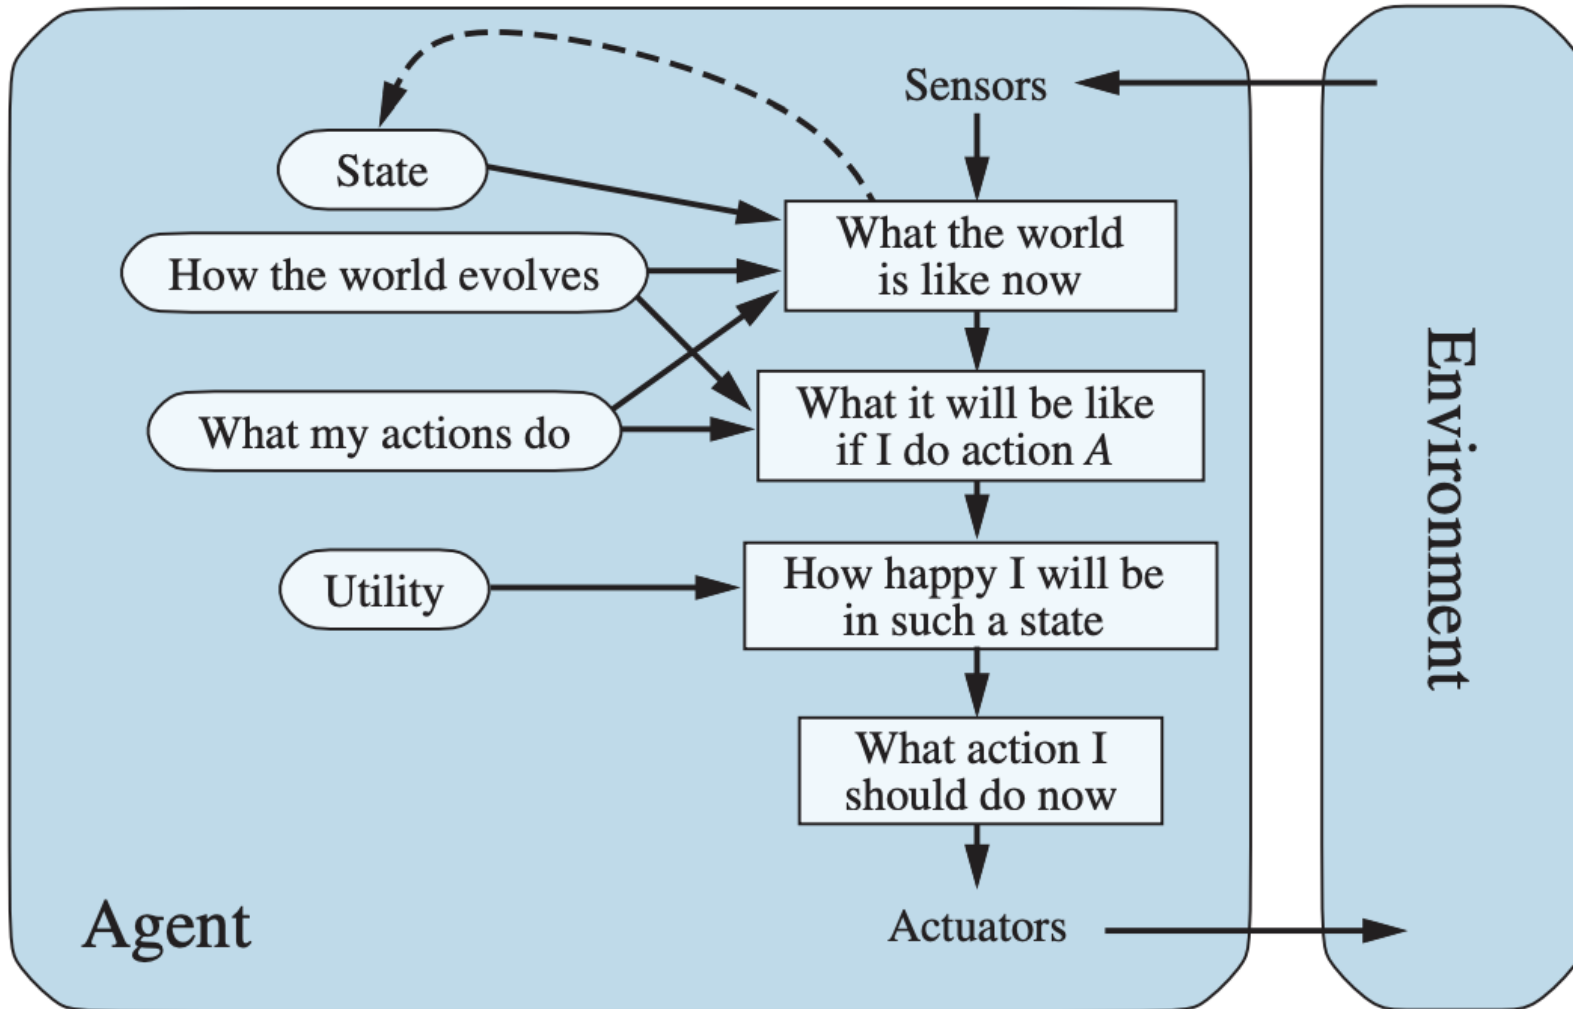 Sensors
State
What the world
is like now
How the world evolves
What my actions do
What it will be like
if I do action A
Utility
How happy I will be
in such a state
What action I
should do now
Agent
Actuators
Environment